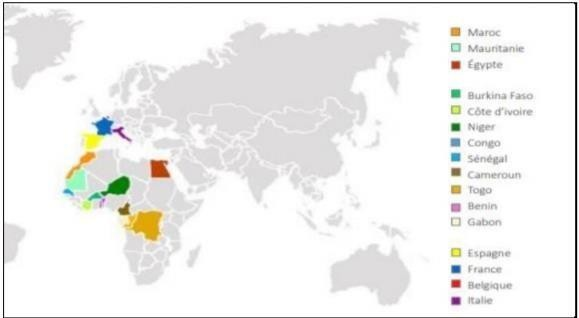 Maroc
Mauritanie
Égypte
Burkina Faso
Côte d'ivoire
Niger
Congo
Sénégal
Cameroun
Togo
Benin
Gabon
Espagne
France
Belgique
Italie